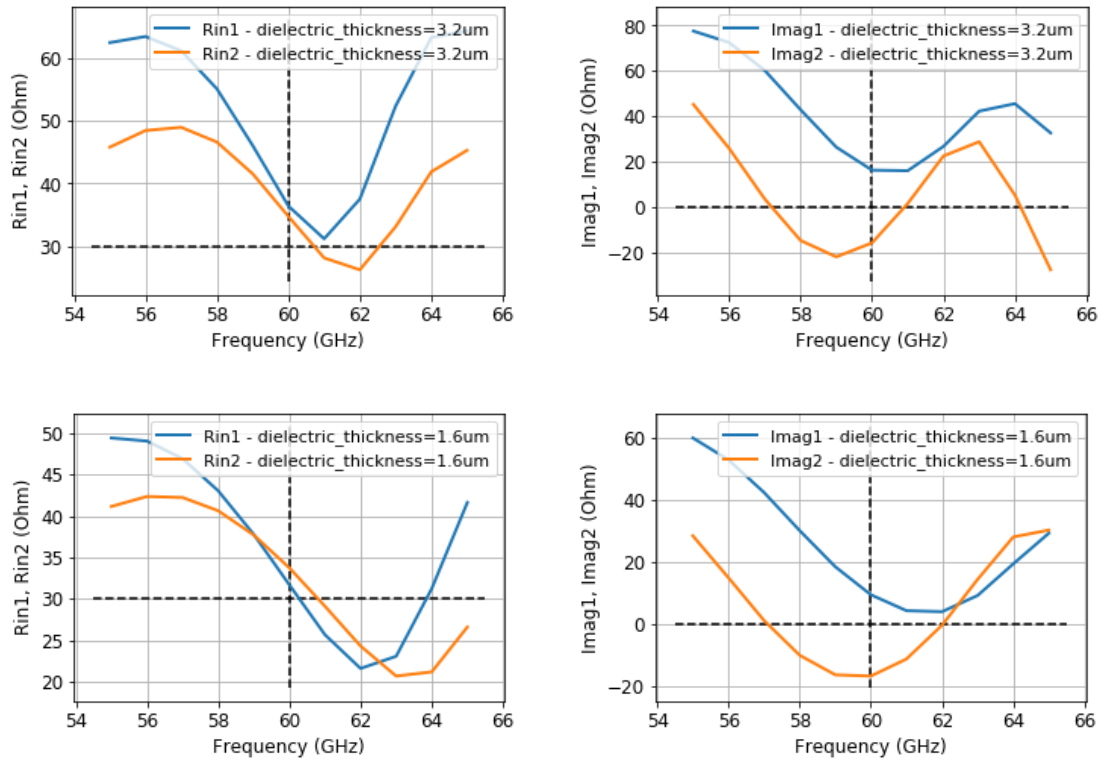 Rin1 - dielectric_thickness=3.2um
Rin2 - dielectric_thickness=3.2um
60
50
40
30
Rin1, Rin2 (Ohm)
54 56 58 60 62 64 66
Frequency (GHz)
Imag1 - dielectric_thickness=3.2um
Imag2 - dielectric_thickness=3.2um
80
60
40
20
0
−20
Imag1, Imag2 (Ohm)
54 56 58 60 62 64 66
Frequency (GHz)
Rin1 - dielectric_thickness=1.6um
Rin2 - dielectric_thickness=1.6um
50
45
40
35
30
25
20
Rin1, Rin2 (Ohm)
54 56 58 60 62 64 66
Frequency (GHz)
Imag1 - dielectric_thickness=1.6um
Imag2 - dielectric_thickness=1.6um
60
40
20
0
−20
Imag1, Imag2 (Ohm)
54 56 58 60 62 64 66
Frequency (GHz)